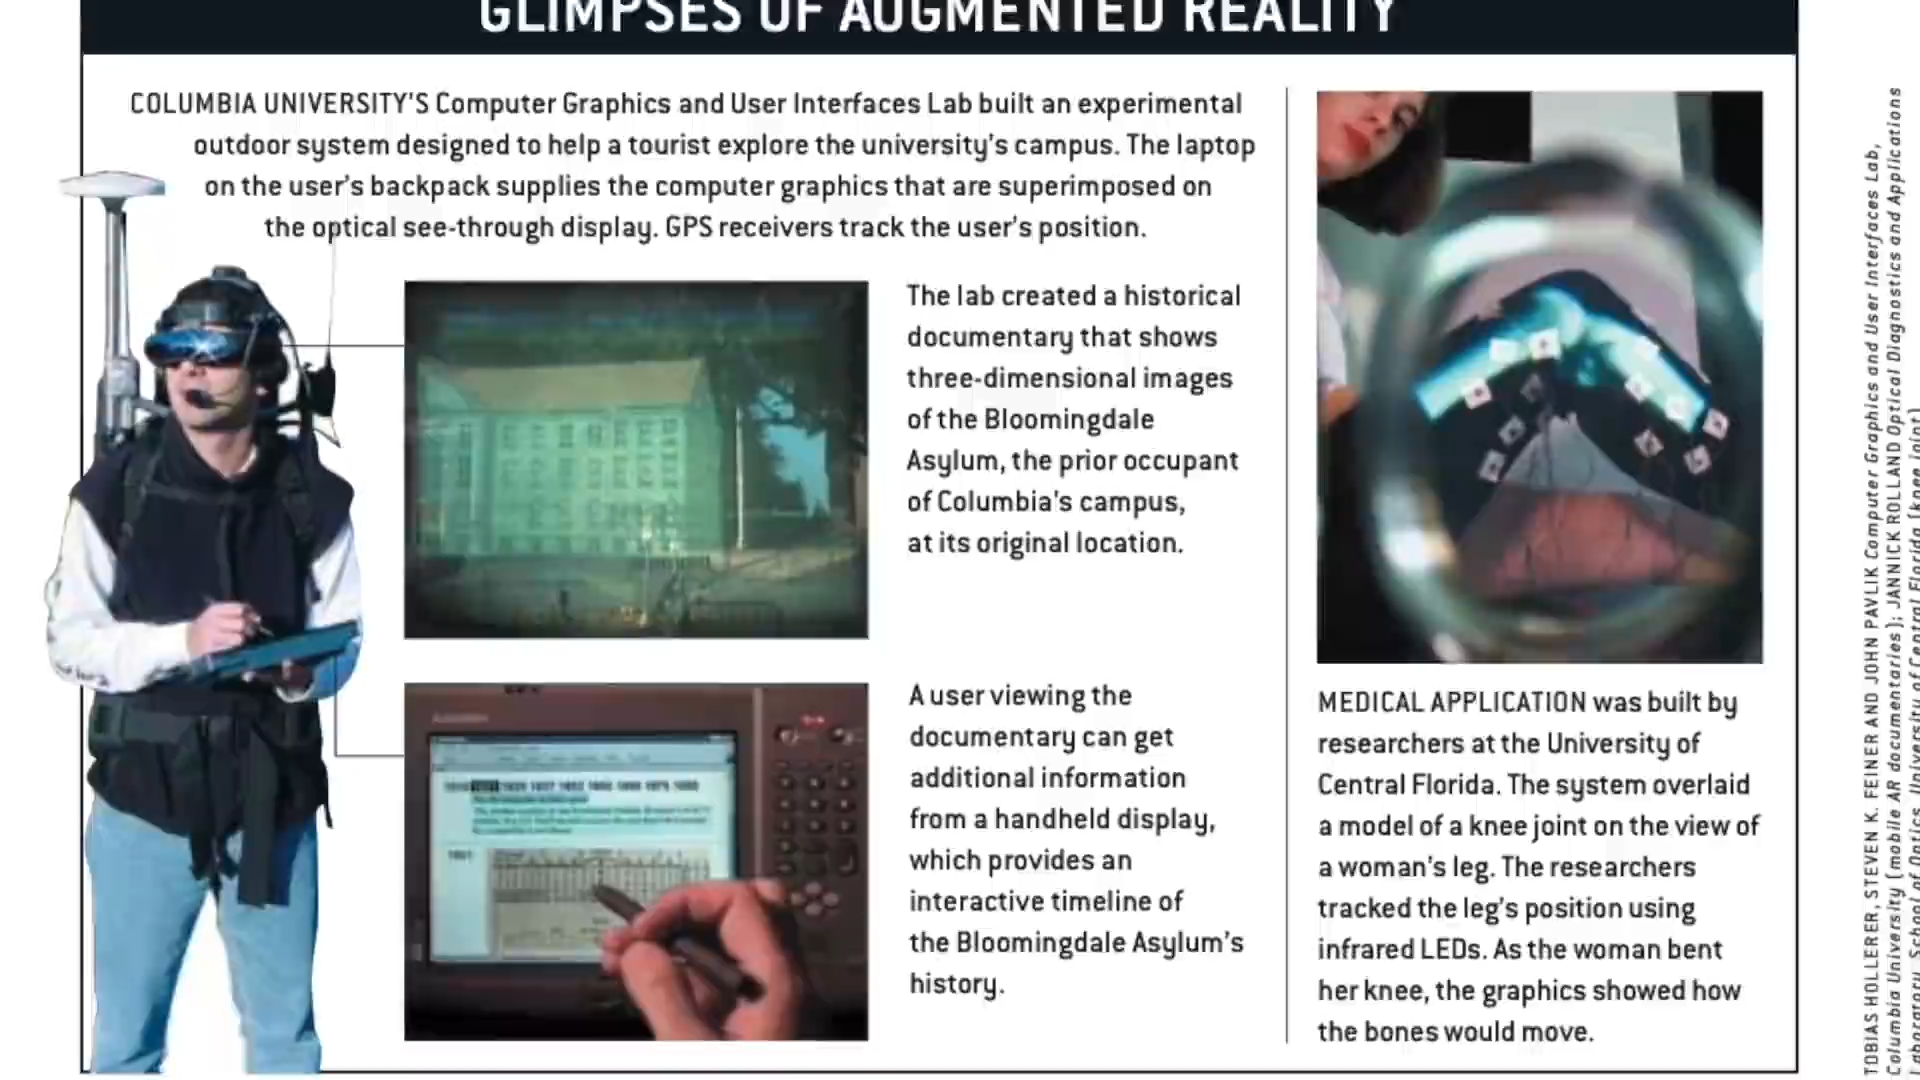 GLIMPSES OF AUGMENTED REALITY
COLUMBIA UNIVERSITY'S Computer Graphics and User Interfaces Lab built an experimental
outdoor system designed to help a tourist explore the university's campus. The laptop
on the user's backpack supplies the computer graphics that are superimposed on
the optical see-through display. GPS receivers track the user's position.
The lab created a historical
documentary that shows
three-dimensional images
of the Bloomingdale
Asylum, the prior occupant
of Columbia's campus,
at its original location.
A user viewing the
documentary can get
additional information
from a handheld display,
which provides an
interactive timeline of
the Bloomingdale Asylum's
history.
MEDICAL APPLICATION was built by
researchers at the University of
Central Florida. The system overlaid
a model of a knee joint on the view of
a woman's leg. The researchers
tracked the leg's position using
infrared LEDs. As the woman bent
her knee, the graphics showed how
the bones would move.
TOBIAS HOLLERER, STEVEN K. FEINER AND JOHN PAVLIK Computer Graphics and User Interfaces Lab,
Columbia University (mobile AR documentaries); JANNICK ROLLAND Optical Diagnostics and Applications
Laboratory, School of Optics, University of Central Florida (knee joint)